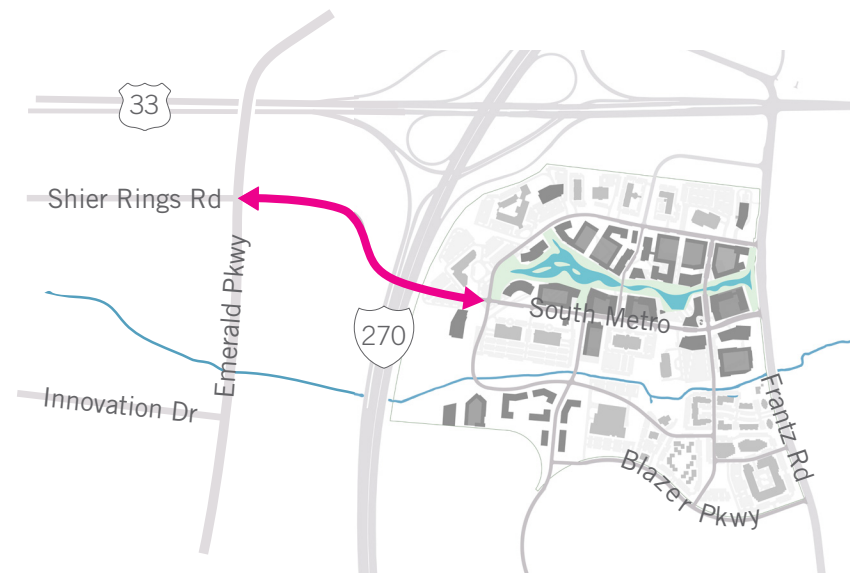 33
Shier Rings Rd
Emerald Pkwy
270
South Metro
Innovation Dr
Frantz Rd
Blazer Pkwy